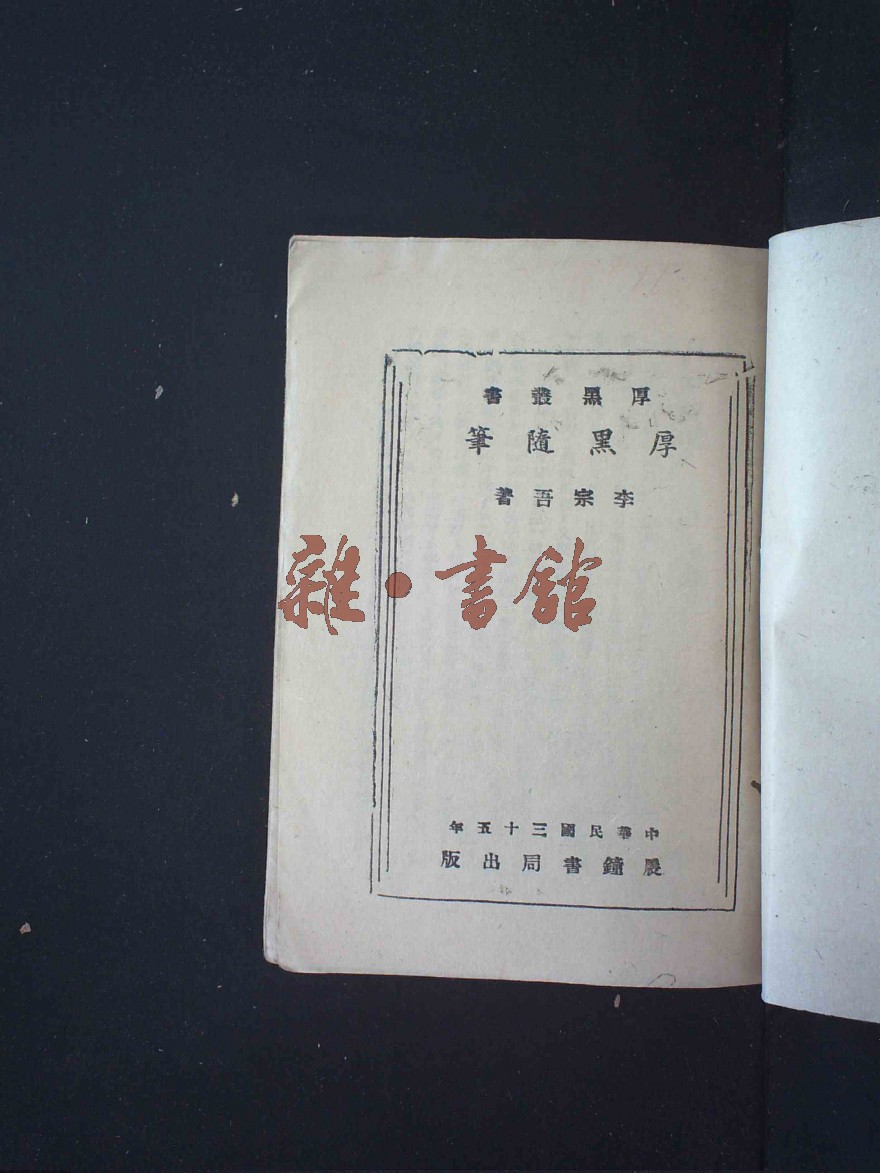 厚黑叢書
厚黑隨筆
李宗吾著
雜·書館
中華民國三十五年
晨鐘書局出版